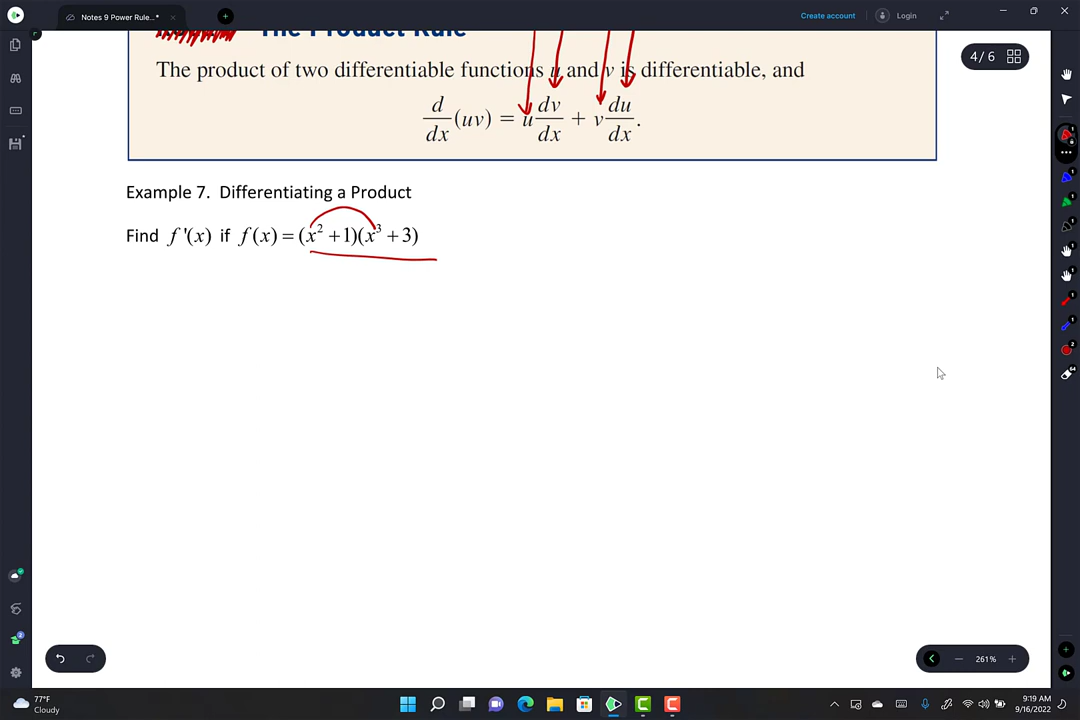 Notes 9 Power Rule...*
Create account
Login
The Product Rule
4/6
The product of two differentiable functions u and v is differentiable, and
d/dx (uv) = u dv/dx + v du/dx.
Example 7. Differentiating a Product
Find f '(x) if f(x) = (x² + 1)(x³ + 3)
261%
77°F
Cloudy
9:19 AM
9/16/2022